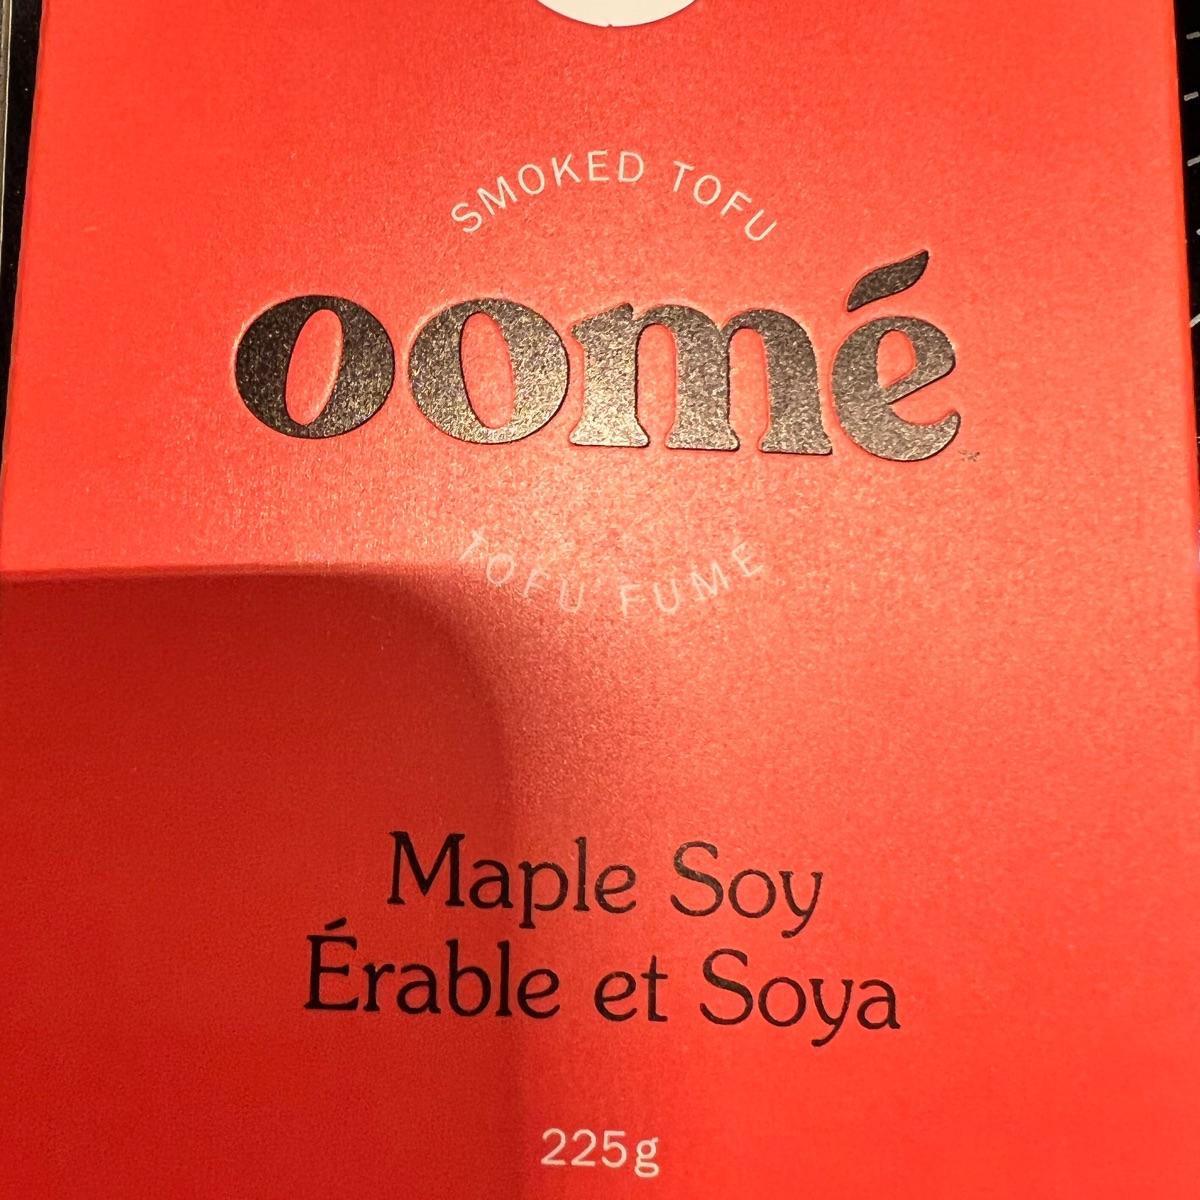 SMOKED TOFU
oomé
TOFU FUMÉ
Maple Soy
Érable et Soya
225g